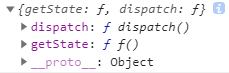 ▼ {getState: ƒ, dispatch: ƒ} i
▶ dispatch: ƒ dispatch()
▶ getState: ƒ f()
▶ __proto__: Object